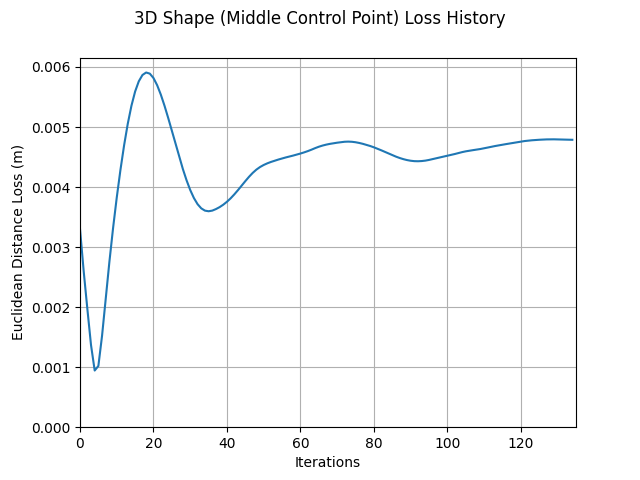 3D Shape (Middle Control Point) Loss History
0.006
0.005
0.004
0.003
0.002
0.001
0.000
Euclidean Distance Loss (m)
0 20 40 60 80 100 120
Iterations